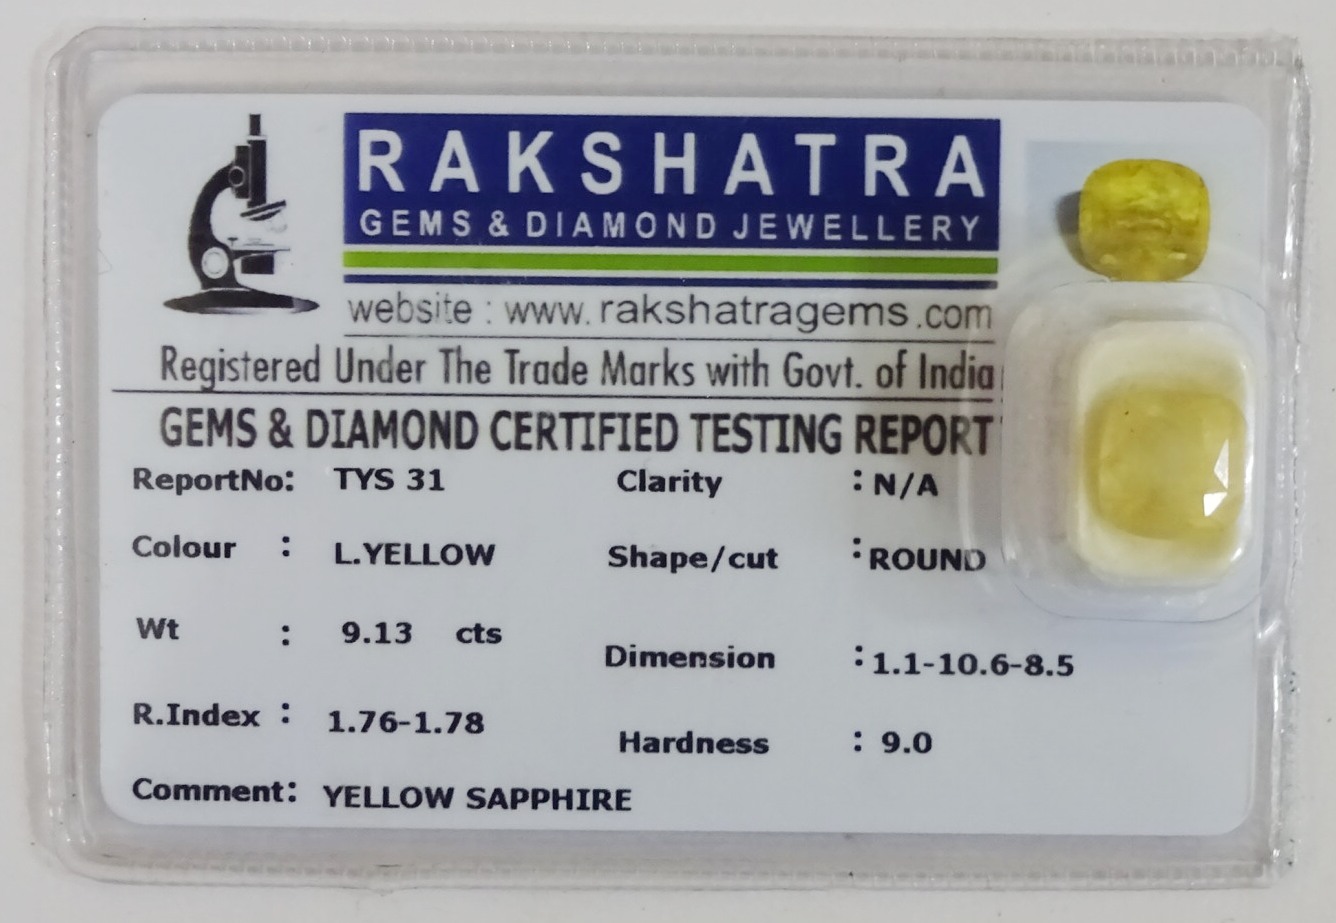 RAKSHATRA
GEMS & DIAMOND JEWELLERY
website : www.rakshatragems.com
Registered Under The Trade Marks with Govt. of India
GEMS & DIAMOND CERTIFIED TESTING REPORT
ReportNo: TYS 31 Clarity : N/A
Colour : L.YELLOW Shape/cut : ROUND
Wt : 9.13 cts Dimension : 1.1-10.6-8.5
R.Index : 1.76-1.78 Hardness : 9.0
Comment: YELLOW SAPPHIRE